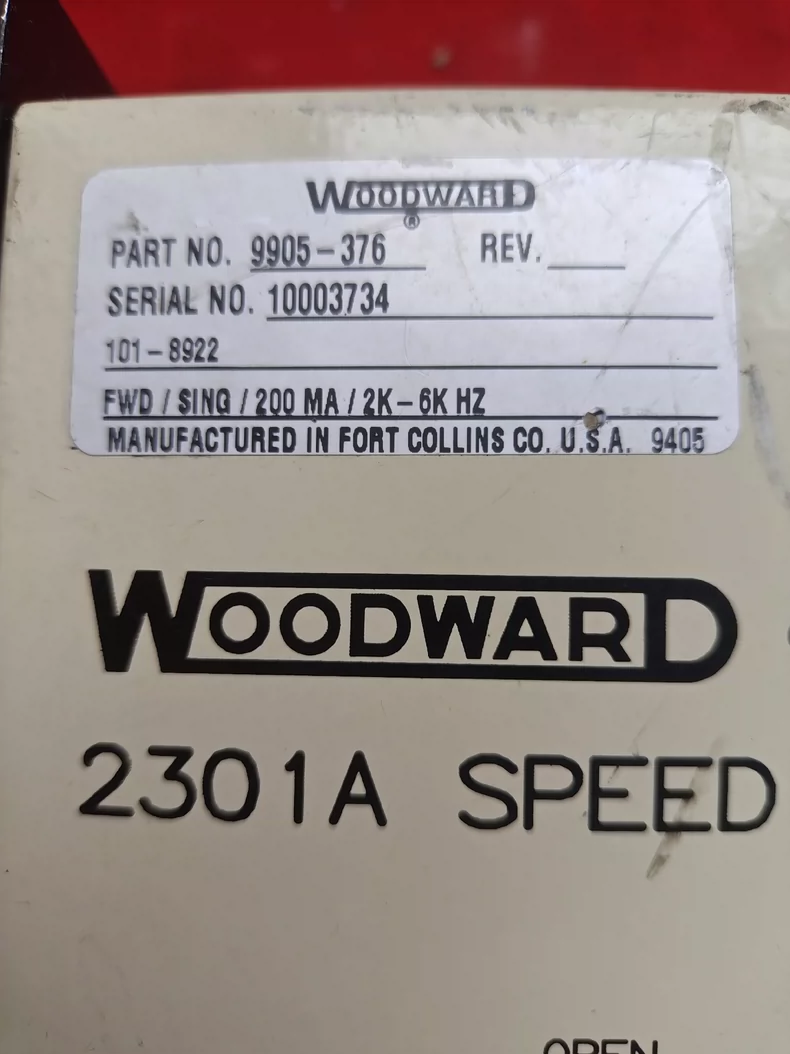 WOODWARD
®
PART NO. 9905-376 REV.
SERIAL NO. 10003734
101-8922
FWD / SING / 200 MA / 2K-6K HZ
MANUFACTURED IN FORT COLLINS CO. U.S.A. 9405
WOODWARD
2301A SPEED
OPEN